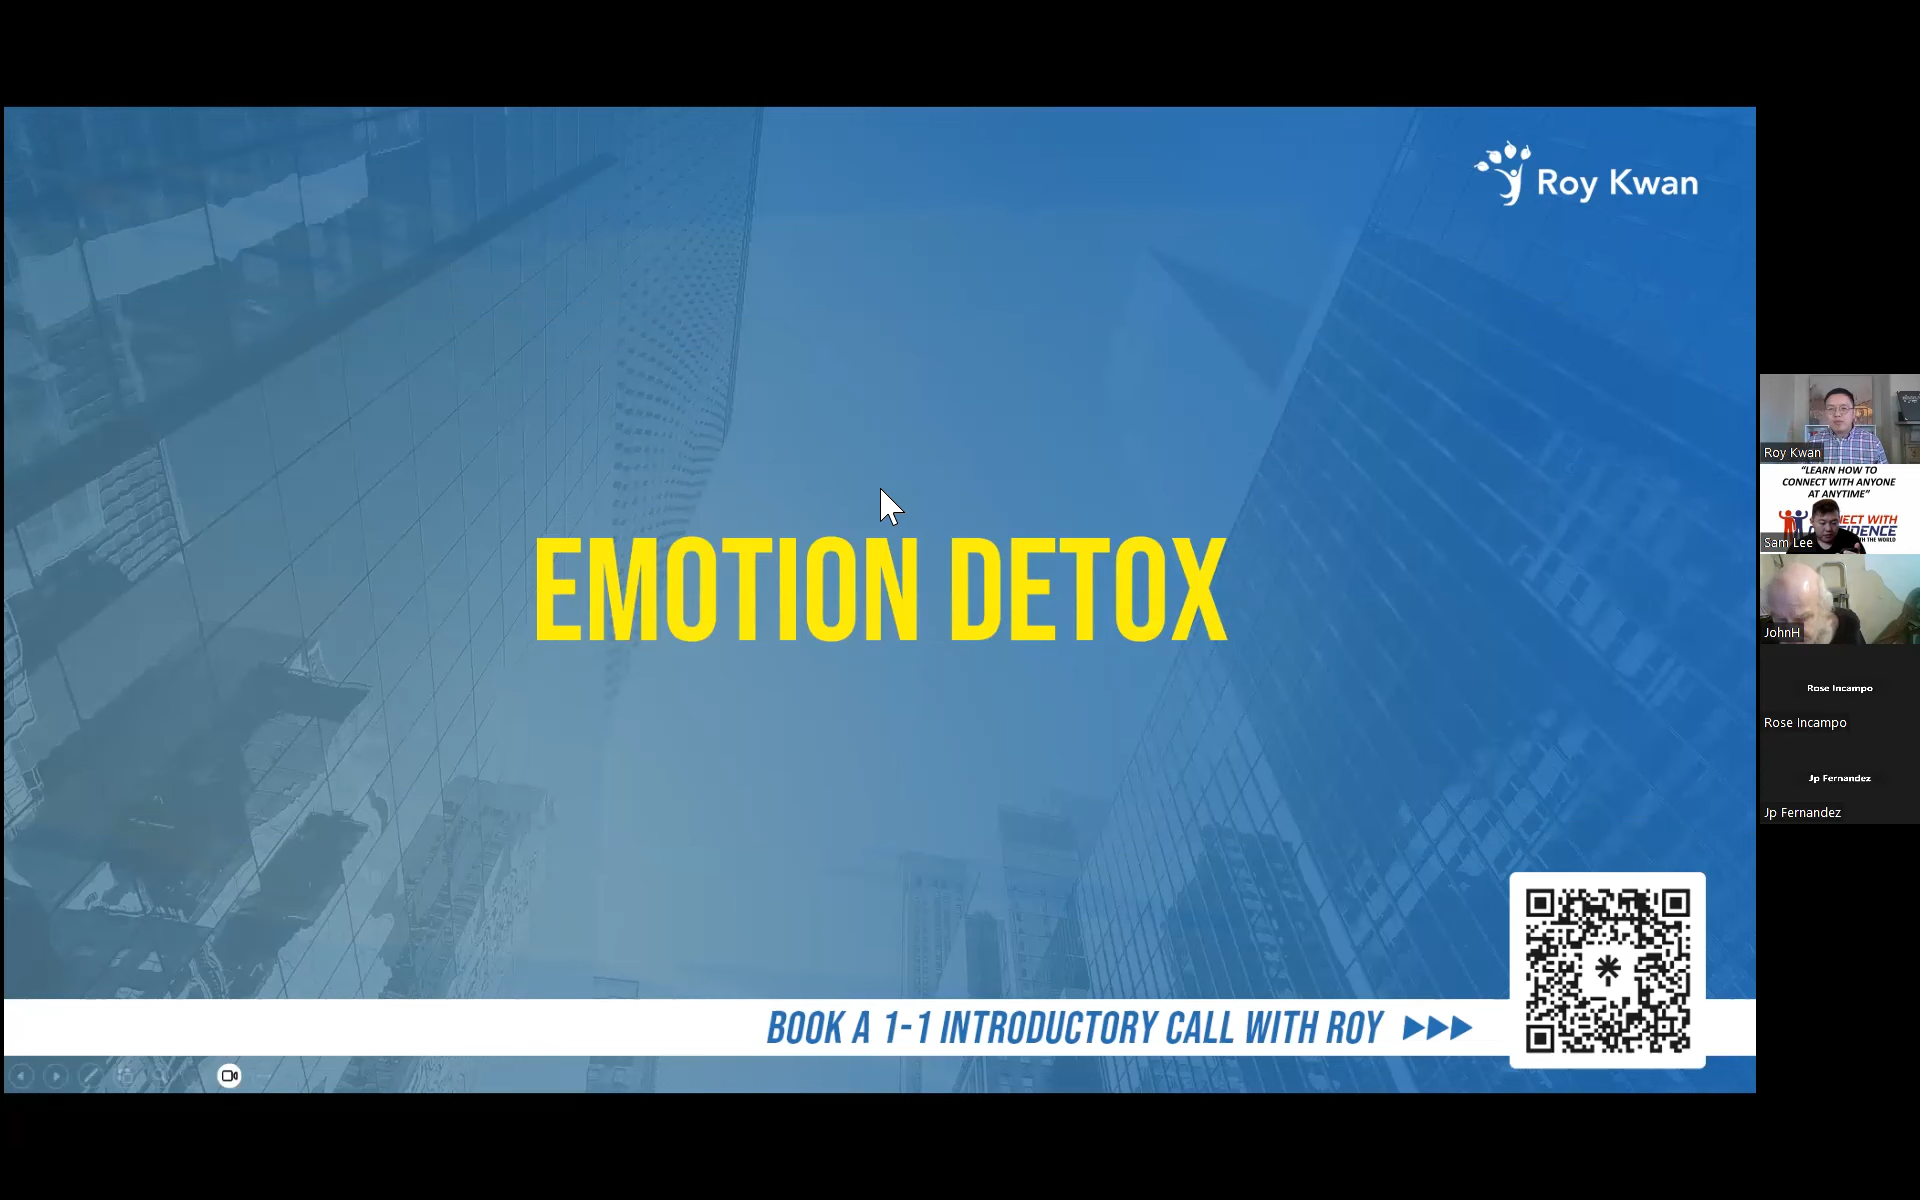 Roy Kwan
EMOTION DETOX
BOOK A 1-1 INTRODUCTORY CALL WITH ROY
Roy Kwan
"LEARN HOW TO
CONNECT WITH ANYONE
AT ANYTIME"
Sam Lee
JohnH
Rose Incampo
Rose Incampo
Jp Fernandez
Jp Fernandez